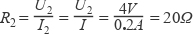 R₂ = U₂/I₂ = U₂/I = 4V/0.2A = 20Ω